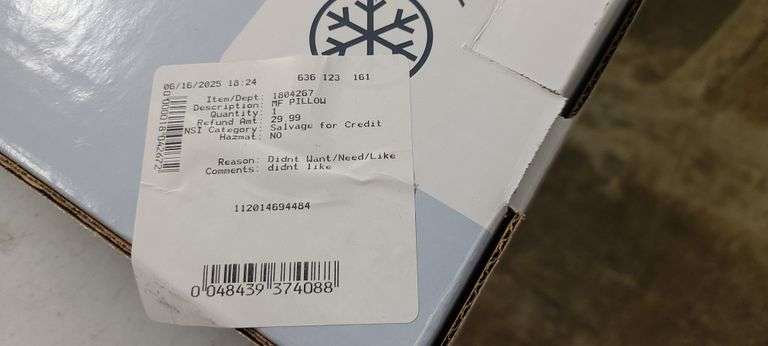 06/16/2025 18:24 636 123 161
Item/Dept: 1804267
Description: MF PILLOW
Quantity: 1
Refund Amt: 29.99
NSI Category: Salvage for Credit
Hazmat: NO
Reason: Didnt Want/Need/Like
Comments: didnt like
112014694484
0 048439 374088